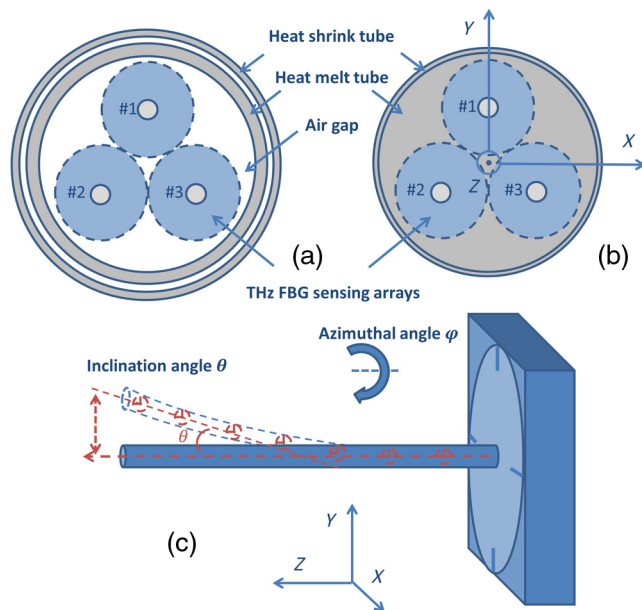 (a)
Heat shrink tube
Heat melt tube
Air gap
#1
#2
#3
THz FBG sensing arrays
(b)
Y
X
Z
#1
#2
#3
Azimuthal angle φ
Inclination angle θ
θ
(c)
Y
Z
X